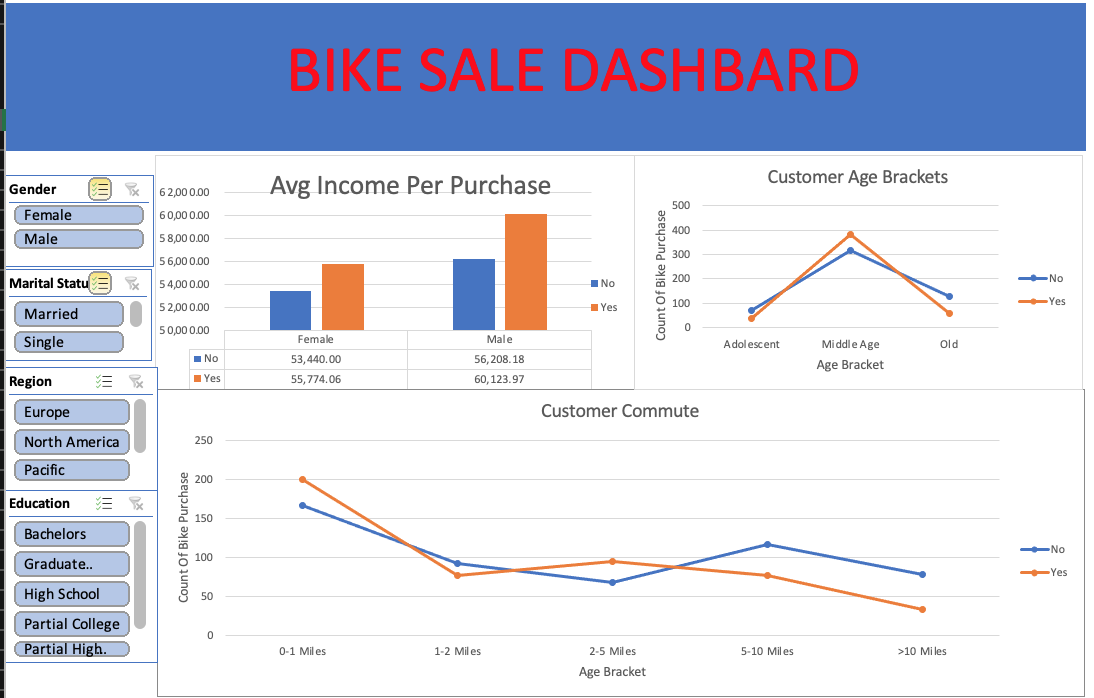 BIKE SALE DASHBARD
Gender
Female
Male
Marital Statu
Married
Single
Region
Europe
North America
Pacific
Education
Bachelors
Graduate..
High School
Partial College
Partial High..
Avg Income Per Purchase
62,000.00
60,000.00
58,000.00
56,000.00
54,000.00
52,000.00
50,000.00
Female Male
No 53,440.00 56,208.18
Yes 55,774.06 60,123.97
No
Yes
Customer Age Brackets
Count Of Bike Purchase
500
400
300
200
100
0
Adolescent Middle Age Old
Age Bracket
No
Yes
Customer Commute
Count Of Bike Purchase
250
200
150
100
50
0
0-1 Miles 1-2 Miles 2-5 Miles 5-10 Miles >10 Miles
Age Bracket
No
Yes